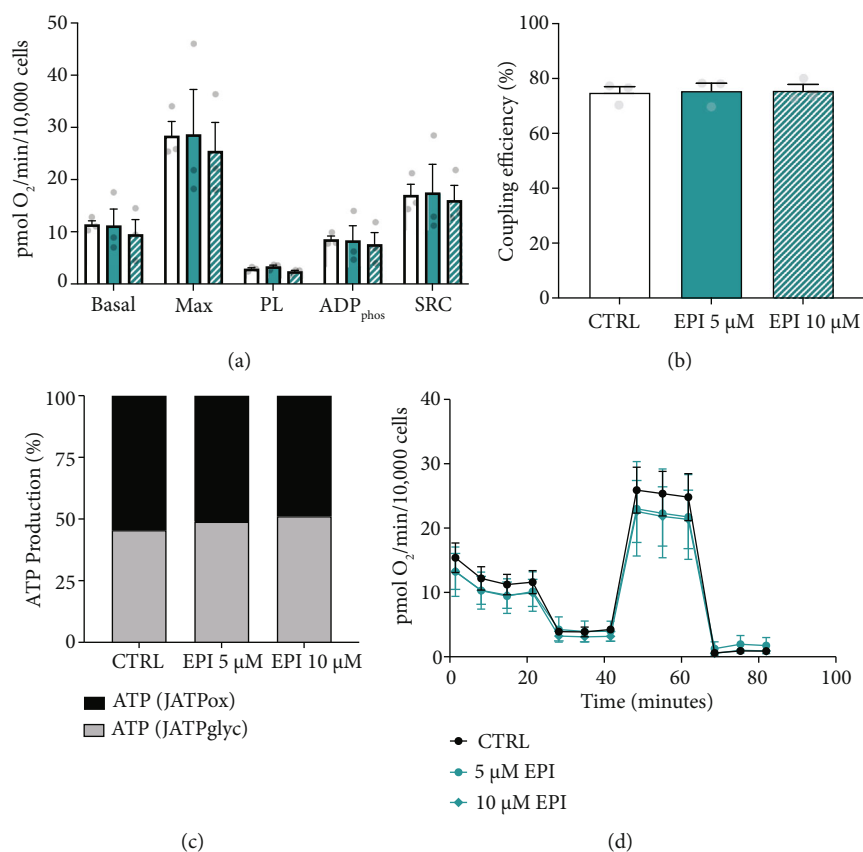 pmol O₂/min/10,000 cells
50
40
30
20
10
0
Basal
Max
PL
ADPphos
SRC
(a)
Coupling efficiency (%)
100
80
60
40
20
0
CTRL
EPI 5 µM
EPI 10 µM
(b)
ATP Production (%)
100
75
50
25
0
CTRL
EPI 5 µM
EPI 10 µM
ATP (JATPox)
ATP (JATPglyc)
(c)
pmol O₂/min/10,000 cells
40
30
20
10
0
0
20
40
60
80
100
Time (minutes)
CTRL
5 µM EPI
10 µM EPI
(d)